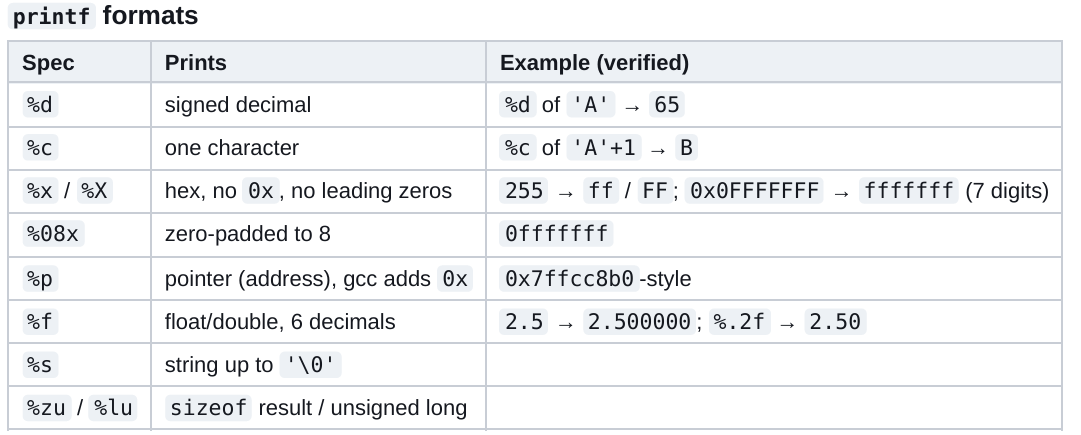 printf formats
Spec Prints Example (verified)
%d signed decimal %d of 'A' → 65
%c one character %c of 'A'+1 → B
%x / %X hex, no 0x, no leading zeros 255 → ff / FF; 0x0FFFFFFF → fffffff (7 digits)
%08x zero-padded to 8 0fffffff
%p pointer (address), gcc adds 0x 0x7ffcc8b0-style
%f float/double, 6 decimals 2.5 → 2.500000; %.2f → 2.50
%s string up to '\0'
%zu / %lu sizeof result / unsigned long